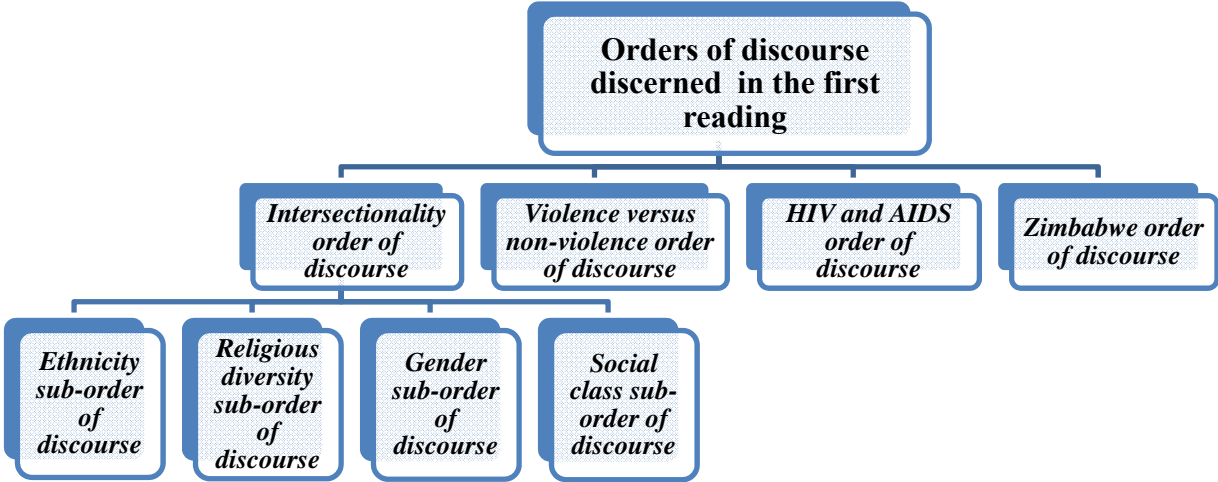 Orders of discourse
discerned in the first
reading
Intersectionality
order of
discourse
Violence versus
non-violence order
of discourse
HIV and AIDS
order of
discourse
Zimbabwe order
of discourse
Ethnicity
sub-order
of
discourse
Religious
diversity
sub-order
of
discourse
Gender
sub-order
of
discourse
Social
class sub-
order of
discourse